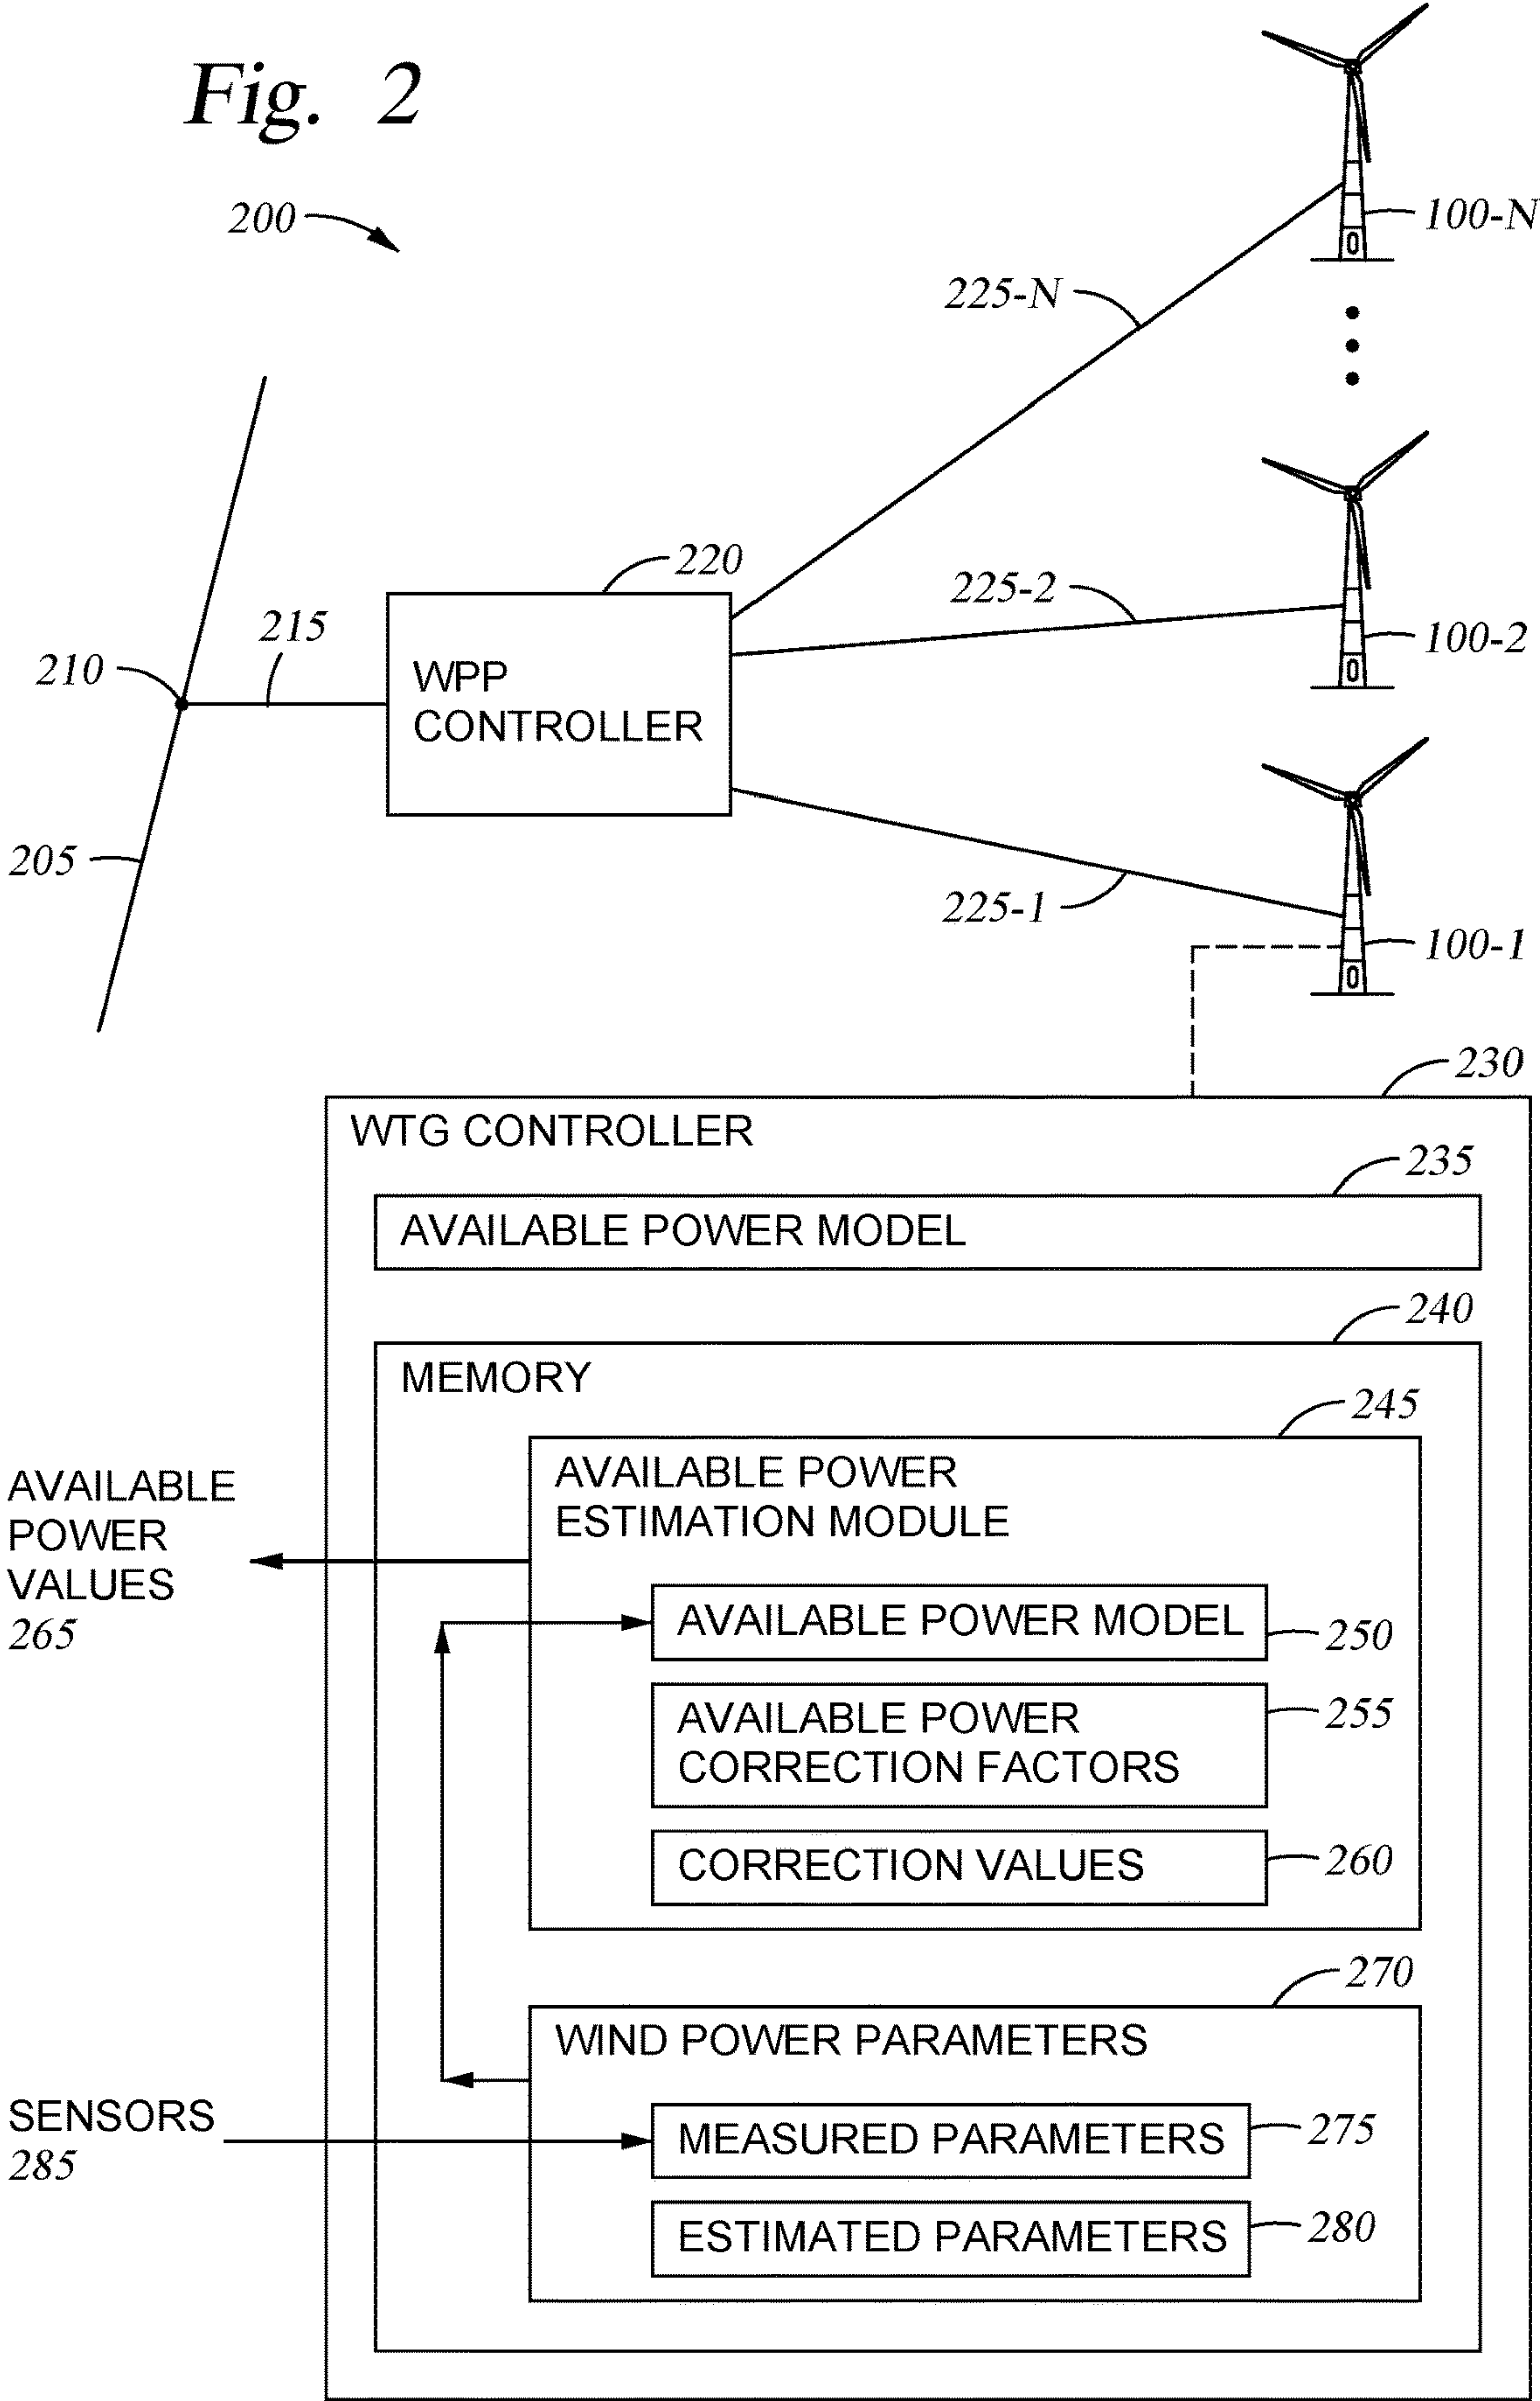 Fig. 2
200
100-N
225-N
220
225-2
100-2
215
210
WPP
CONTROLLER
205
225-1
100-1
230
WTG CONTROLLER
235
AVAILABLE POWER MODEL
240
MEMORY
245
AVAILABLE POWER
ESTIMATION MODULE
AVAILABLE
POWER
VALUES
265
AVAILABLE POWER MODEL
250
AVAILABLE POWER
CORRECTION FACTORS
255
CORRECTION VALUES
260
270
WIND POWER PARAMETERS
SENSORS
285
MEASURED PARAMETERS
275
ESTIMATED PARAMETERS
280